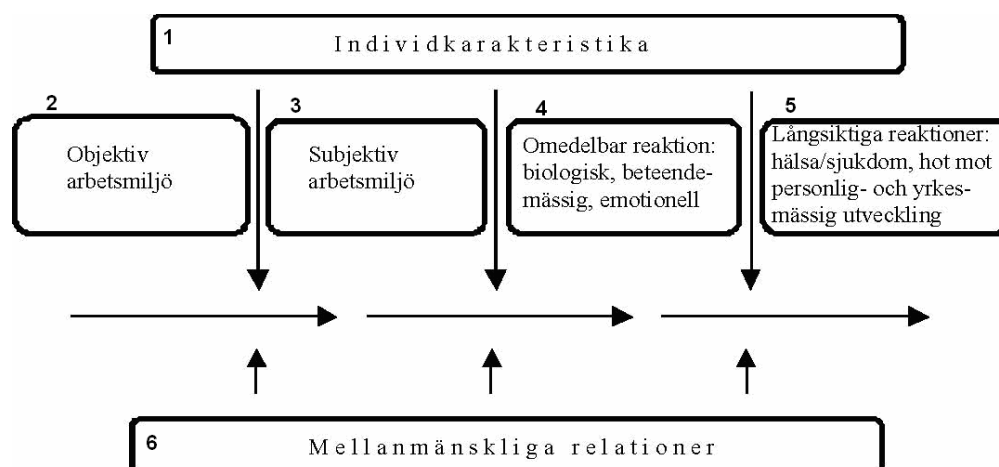 1
Individkarakteristika
2
Objektiv
arbetsmiljö
3
Subjektiv
arbetsmiljö
4
Omedelbar reaktion:
biologisk, beteende-
mässig, emotionell
5
Långsiktiga reaktioner:
hälsa/sjukdom, hot mot
personlig- och yrkes-
mässig utveckling
6
Mellanmänskliga relationer